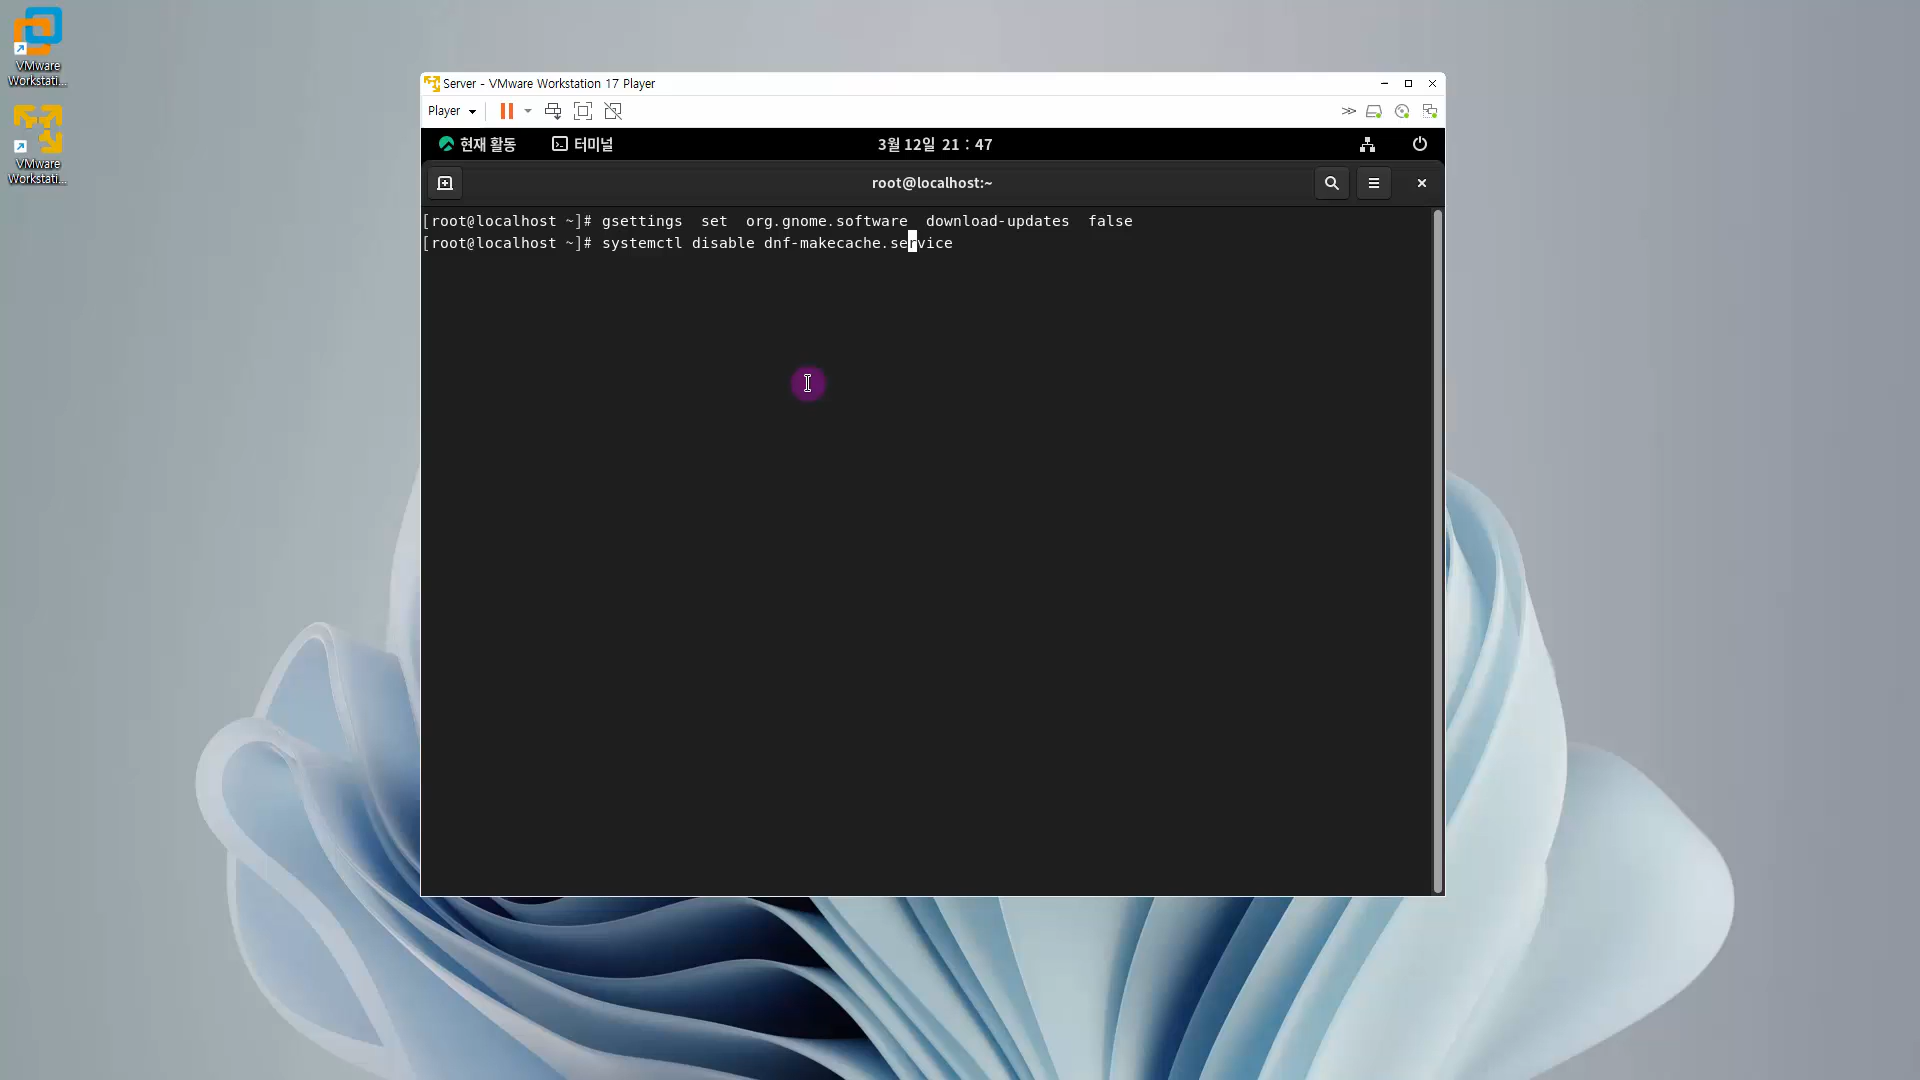 VMware
Workstati...
VMware
Workstati...
Server - VMware Workstation 17 Player
Player
현재 활동
터미널
3월 12일 21 : 47
root@localhost:~
[root@localhost ~]# gsettings  set  org.gnome.software  download-updates  false
[root@localhost ~]# systemctl disable dnf-makecache.service